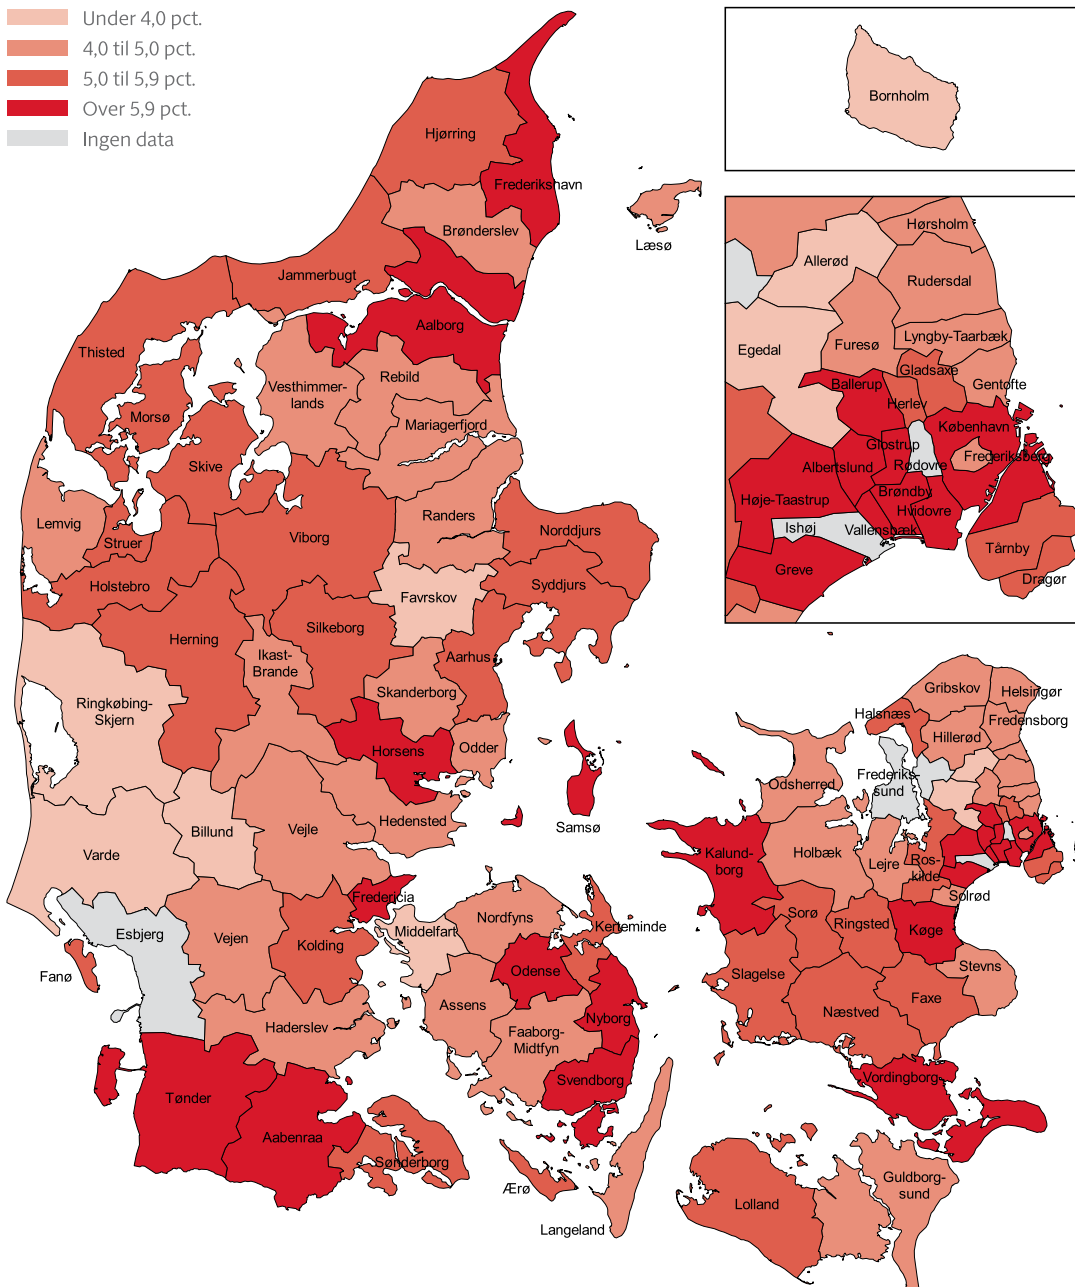 Under 4,0 pct.
4,0 til 5,0 pct.
5,0 til 5,9 pct.
Over 5,9 pct.
Ingen data
Hjørring
Frederikshavn
Brønderslev
Læsø
Jammerbugt
Aalborg
Thisted
Rebild
Vesthimmer-
lands
Morsø
Mariagerfjord
Skive
Lemvig
Randers
Struer
Viborg
Norddjurs
Holstebro
Favrskov
Syddjurs
Herning
Silkeborg
Ikast-
Brande
Aarhus
Skanderborg
Ringkøbing-
Skjern
Horsens
Odder
Samsø
Billund
Vejle
Hedensted
Varde
Fredericia
Esbjerg
Vejen
Kolding
Fanø
Haderslev
Tønder
Aabenraa
Sønderborg
Middelfart
Nordfyns
Kerteminde
Odense
Assens
Nyborg
Faaborg-
Midtfyn
Svendborg
Ærø
Langeland
Bornholm
Hørsholm
Allerød
Rudersdal
Egedal
Furesø
Lyngby-Taarbæk
Gladsaxe
Gentofte
Ballerup
Herlev
København
Glostrup
Frederiksberg
Albertslund
Rødovre
Høje-Taastrup
Brøndby
Hvidovre
Ishøj
Vallensbæk
Tårnby
Greve
Dragør
Gribskov
Helsingør
Halsnæs
Fredensborg
Hillerød
Frederiks-
sund
Odsherred
Kalund-
borg
Holbæk
Lejre
Ros-
kilde
Solrød
Sorø
Ringsted
Køge
Stevns
Slagelse
Næstved
Faxe
Vordingborg
Guldborg-
sund
Lolland